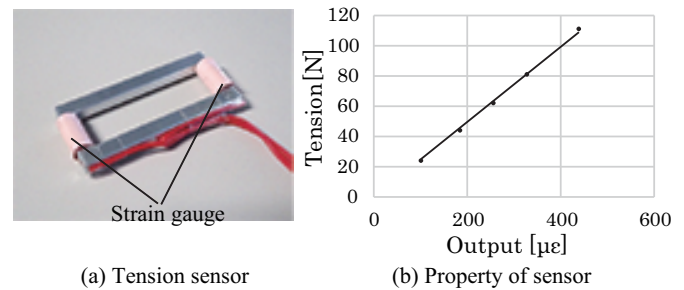 Strain gauge
(a) Tension sensor
Tension[N]
120
100
80
60
40
20
0
0 200 400 600
Output [με]
(b) Property of sensor